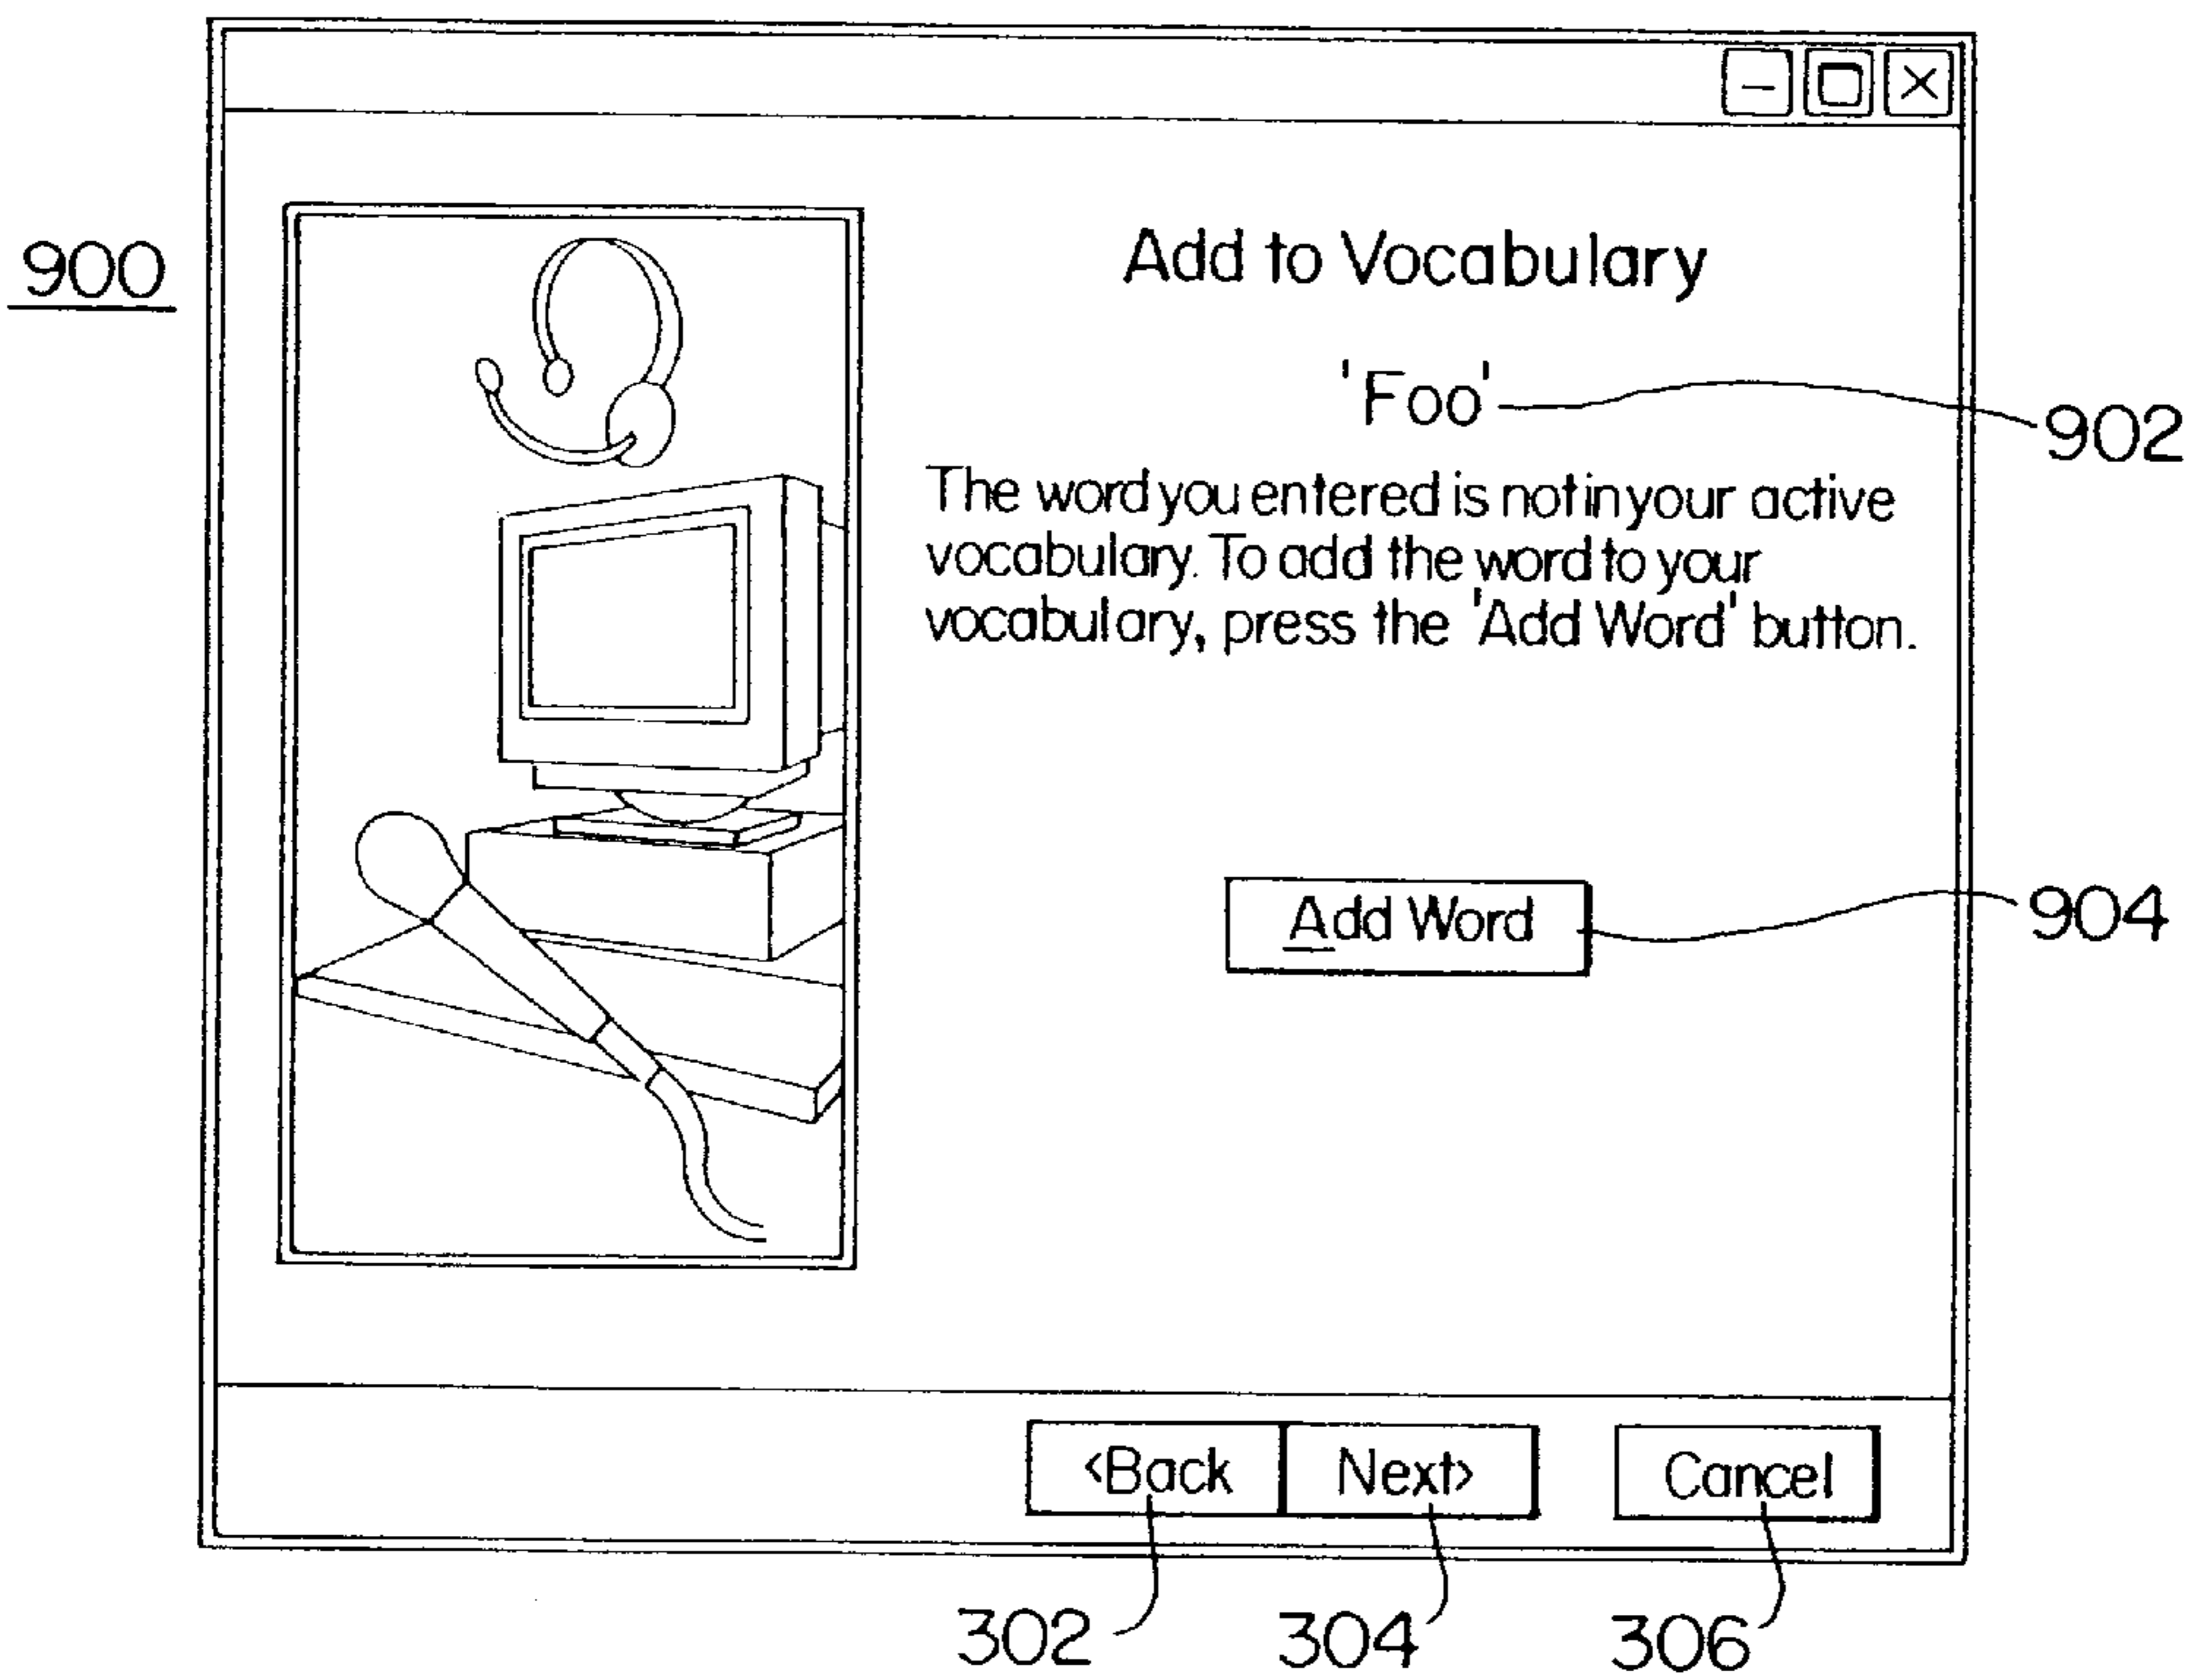 900
Add to Vocabulary
'Foo'
902
The word you entered is not in your active
vocabulary. To add the word to your
vocabulary, press the 'Add Word' button.
Add Word
904
<Back
Next>
Cancel
302
304
306